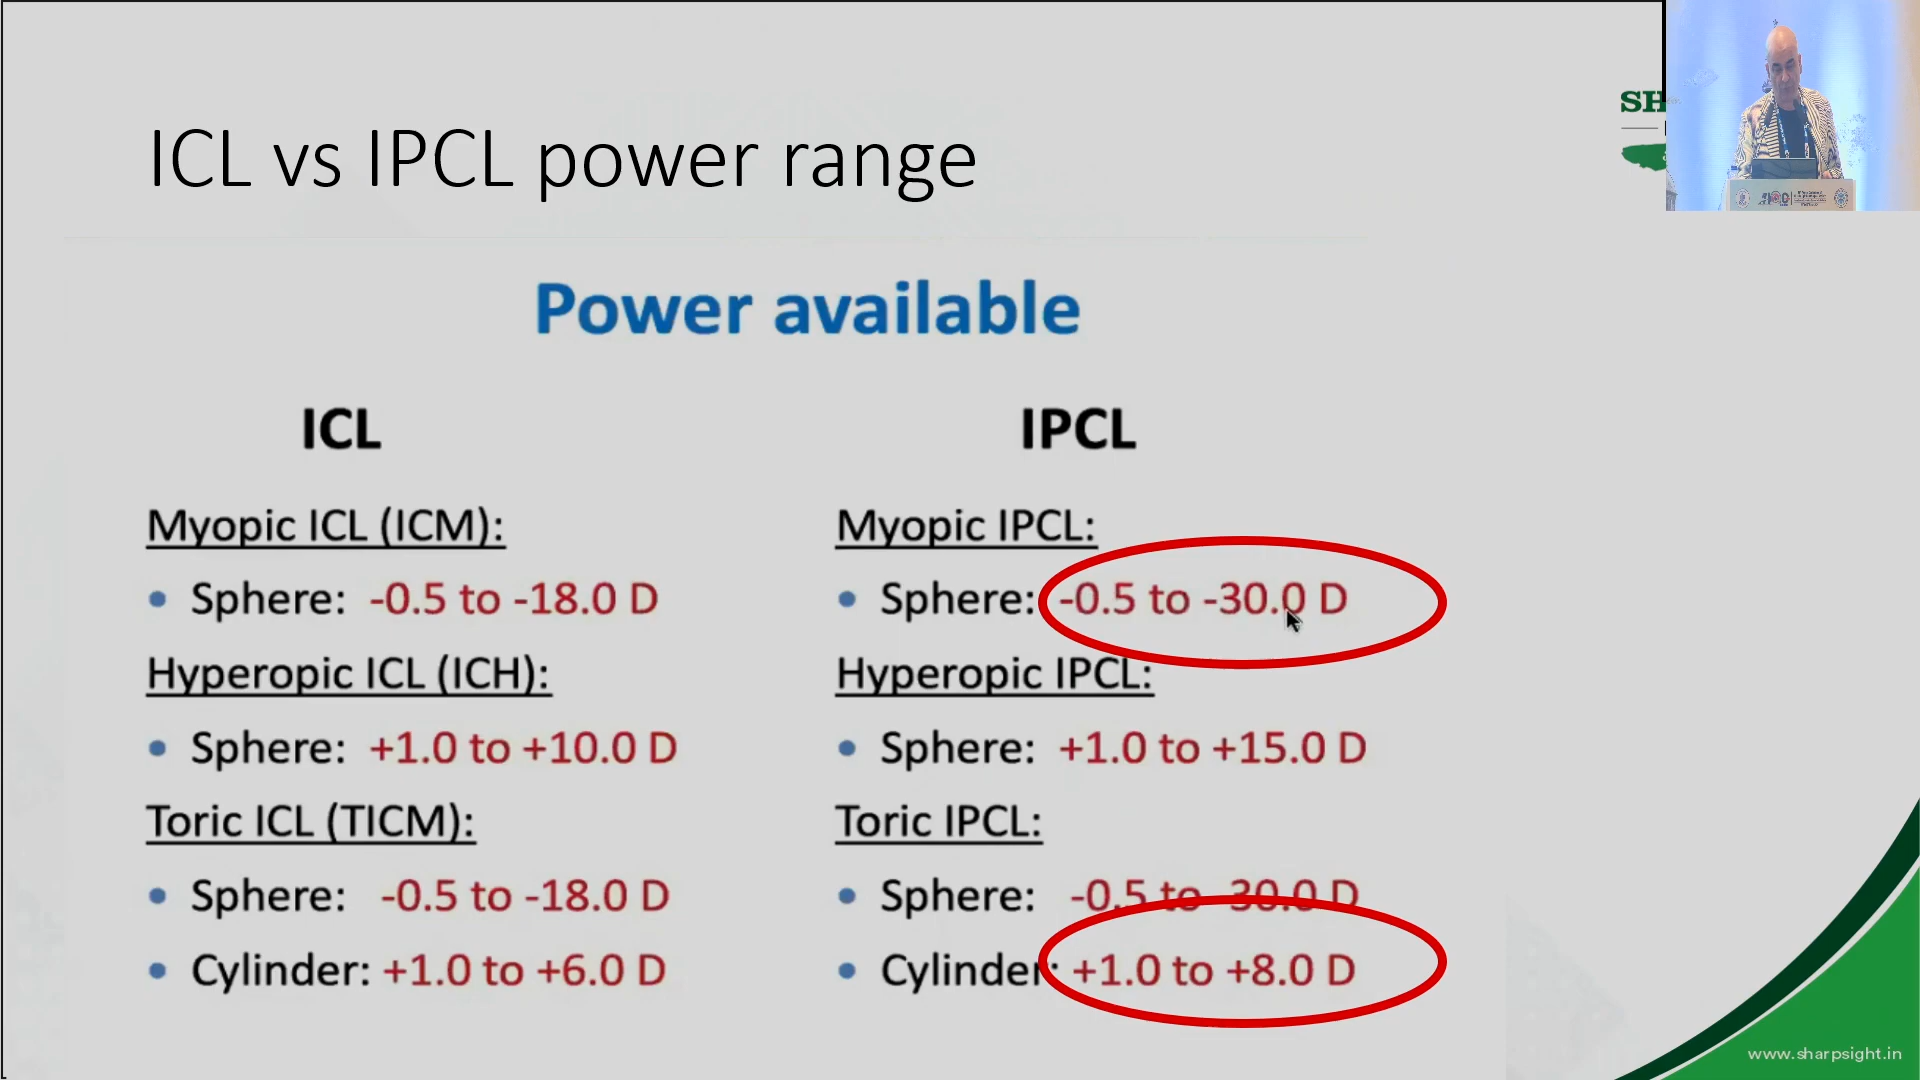 ICL vs IPCL power range
SH
Power available
ICL
Myopic ICL (ICM):
• Sphere: -0.5 to -18.0 D
Hyperopic ICL (ICH):
• Sphere: +1.0 to +10.0 D
Toric ICL (TICM):
• Sphere: -0.5 to -18.0 D
• Cylinder: +1.0 to +6.0 D
IPCL
Myopic IPCL:
• Sphere: -0.5 to -30.0 D
Hyperopic IPCL:
• Sphere: +1.0 to +15.0 D
Toric IPCL:
• Sphere: -0.5 to -30.0 D
• Cylinder: +1.0 to +8.0 D
www.sharpsight.in